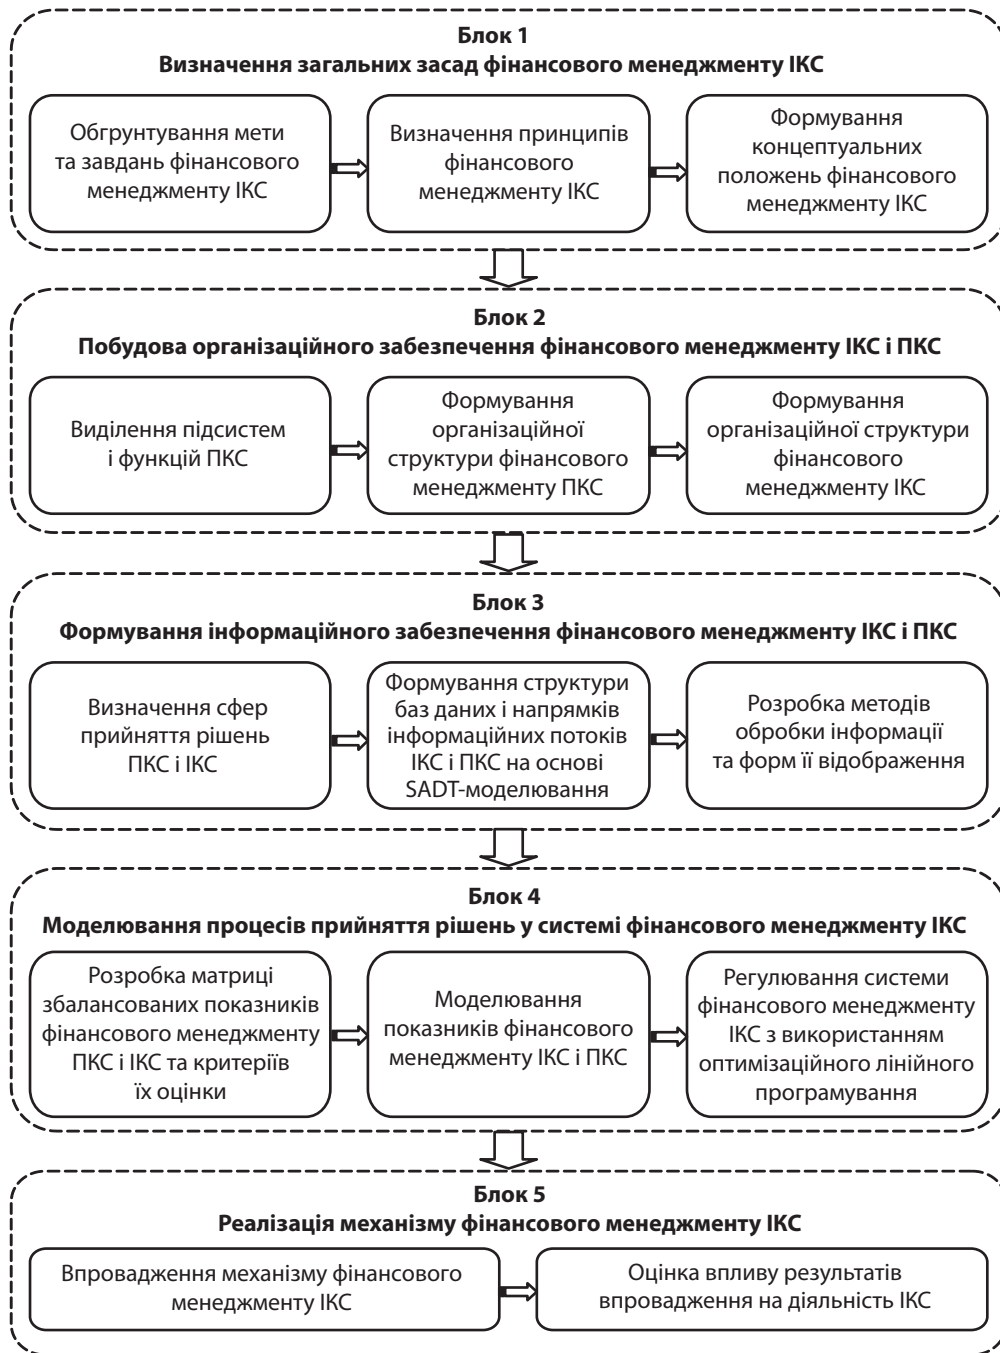 Блок 1
Визначення загальних засад фінансового менеджменту ІКС
Обгрунтування мети
та завдань фінансового
менеджменту ІКС
Визначення принципів
фінансового
менеджменту ІКС
Формування
концептуальних
положень фінансового
менеджменту ІКС
Блок 2
Побудова організаційного забезпечення фінансового менеджменту ІКС і ПКС
Виділення підсистем
і функцій ПКС
Формування
організаційної
структури фінансового
менеджменту ПКС
Формування
організаційної структури
фінансового
менеджменту ІКС
Блок 3
Формування інформаційного забезпечення фінансового менеджменту ІКС і ПКС
Визначення сфер
прийняття рішень
ПКС і ІКС
Формування структури
баз даних і напрямків
інформаційних потоків
ІКС і ПКС на основі
SADT-моделювання
Розробка методів
обробки інформації
та форм її відображення
Блок 4
Моделювання процесів прийняття рішень у системі фінансового менеджменту ІКС
Розробка матриці
збалансованих показників
фінансового менеджменту
ПКС і ІКС та критеріїв
їх оцінки
Моделювання
показників фінансового
менеджменту ІКС і ПКС
Регулювання системи
фінансового менеджменту
ІКС з використанням
оптимізаційного лінійного
програмування
Блок 5
Реалізація механізму фінансового менеджменту ІКС
Впровадження механізму фінансового
менеджменту ІКС
Оцінка впливу результатів
впровадження на діяльність ІКС